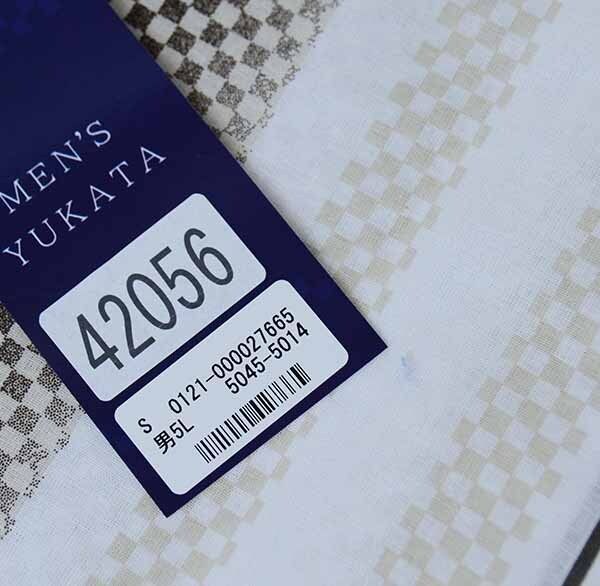 MEN'S
YUKATA
42056
S 0121-000027665
男5L 5045-5014